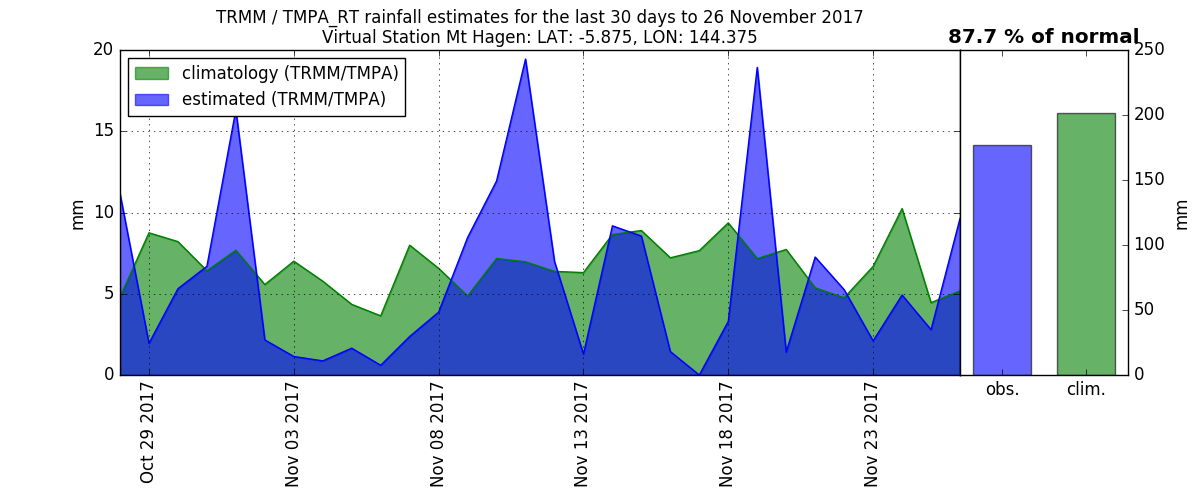 TRMM / TMPA_RT rainfall estimates for the last 30 days to 26 November 2017
Virtual Station Mt Hagen: LAT: -5.875, LON: 144.375
87.7 % of normal
climatology (TRMM/TMPA)
estimated (TRMM/TMPA)
20
15
10
5
0
mm
Oct 29 2017
Nov 03 2017
Nov 08 2017
Nov 13 2017
Nov 18 2017
Nov 23 2017
250
200
150
100
50
0
mm
obs.
clim.